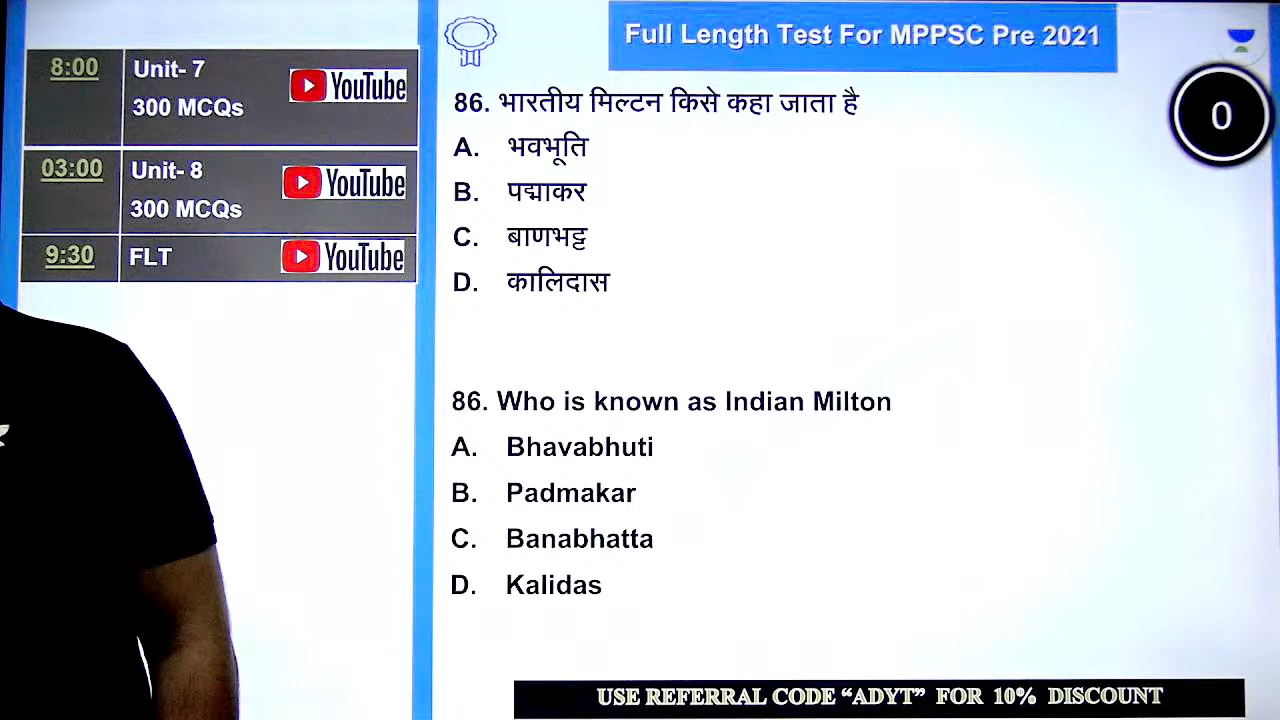 Full Length Test For MPPSC Pre 2021
8:00 Unit- 7 YouTube
300 MCQs
03:00 Unit- 8 YouTube
300 MCQs
9:30 FLT YouTube
0
86. भारतीय मिल्टन किसे कहा जाता है
A. भवभूति
B. पद्माकर
C. बाणभट्ट
D. कालिदास
86. Who is known as Indian Milton
A. Bhavabhuti
B. Padmakar
C. Banabhatta
D. Kalidas
USE REFERRAL CODE “ADYT” FOR 10% DISCOUNT